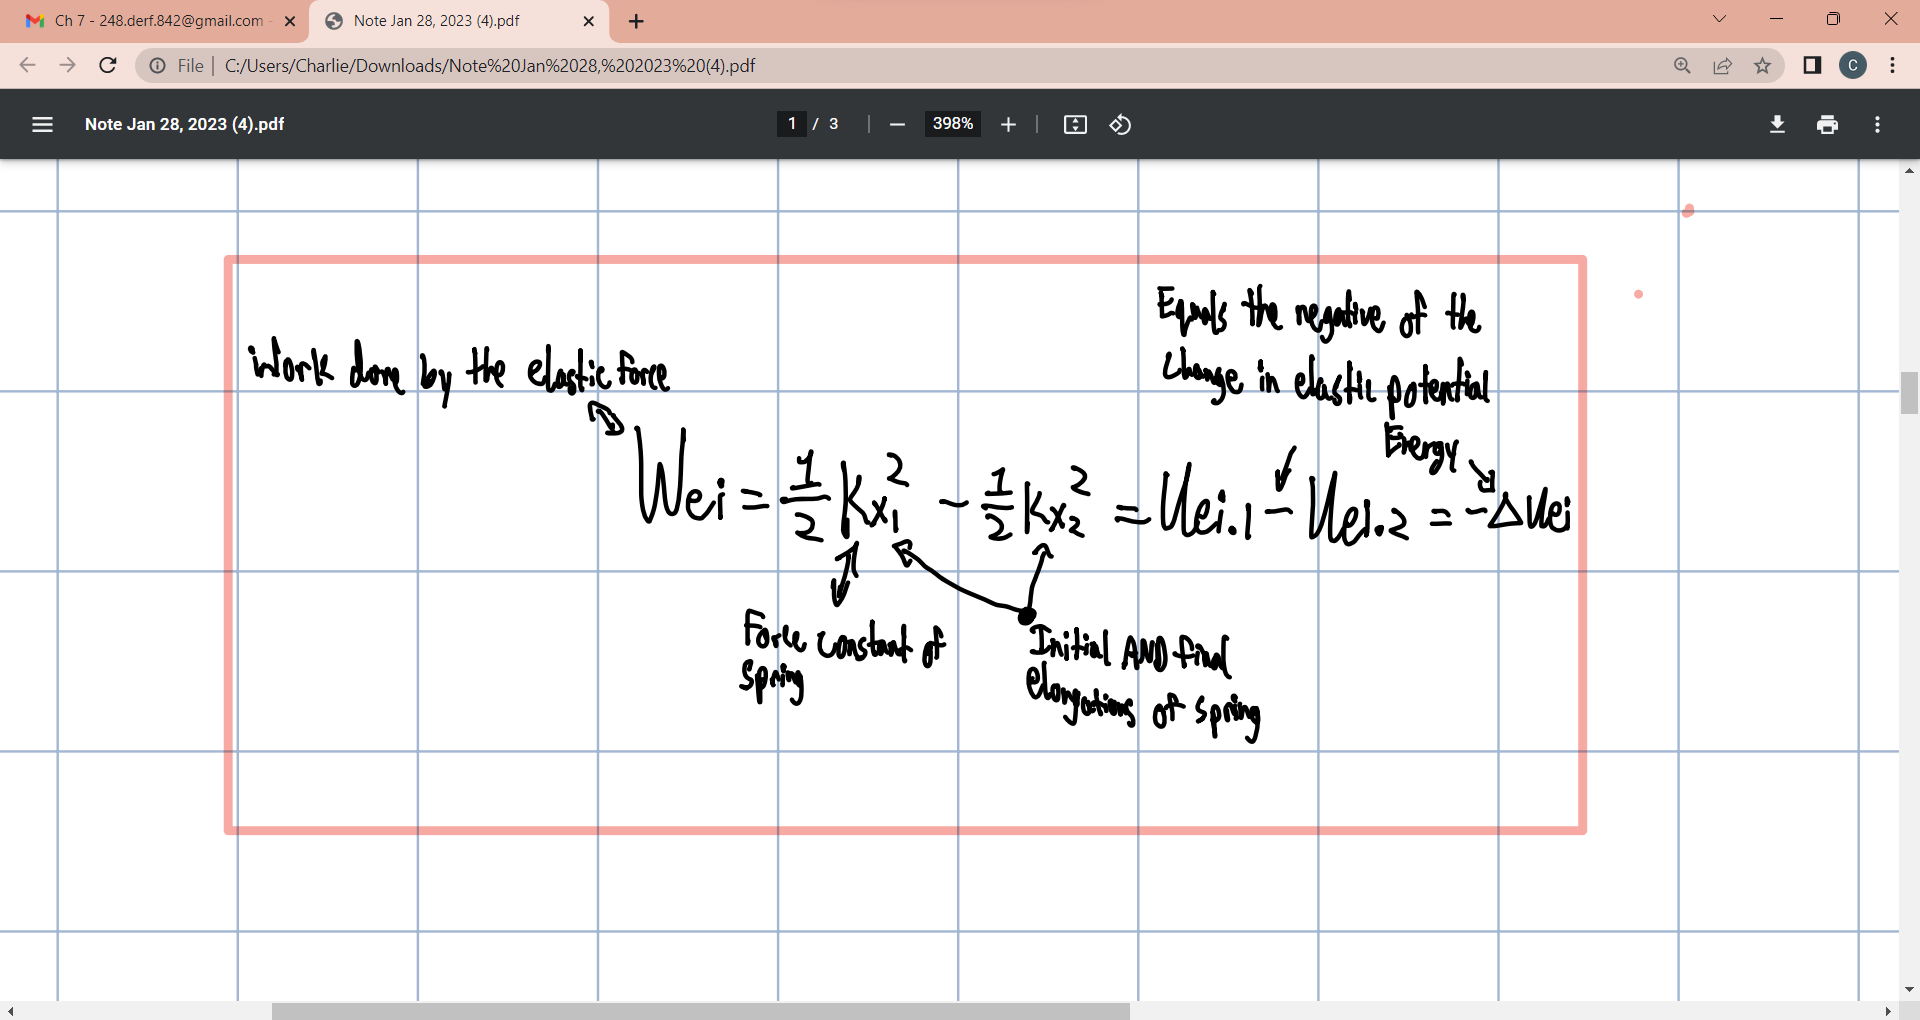 Ch 7 - 248.derf.842@gmail.com
Note Jan 28, 2023 (4).pdf
File
C:/Users/Charlie/Downloads/Note%20Jan%2028,%202023%20(4).pdf
C
Note Jan 28, 2023 (4).pdf
1 / 3
398%
Equals the negative of the
change in elastic potential
Energy
Work done by the elastic force
Wel = 1/2 Kx₁² - 1/2 Kx₂² = Uel.1 - Uel.2 = -ΔUel
Force constant of
spring
Initial AND final
elongations of spring